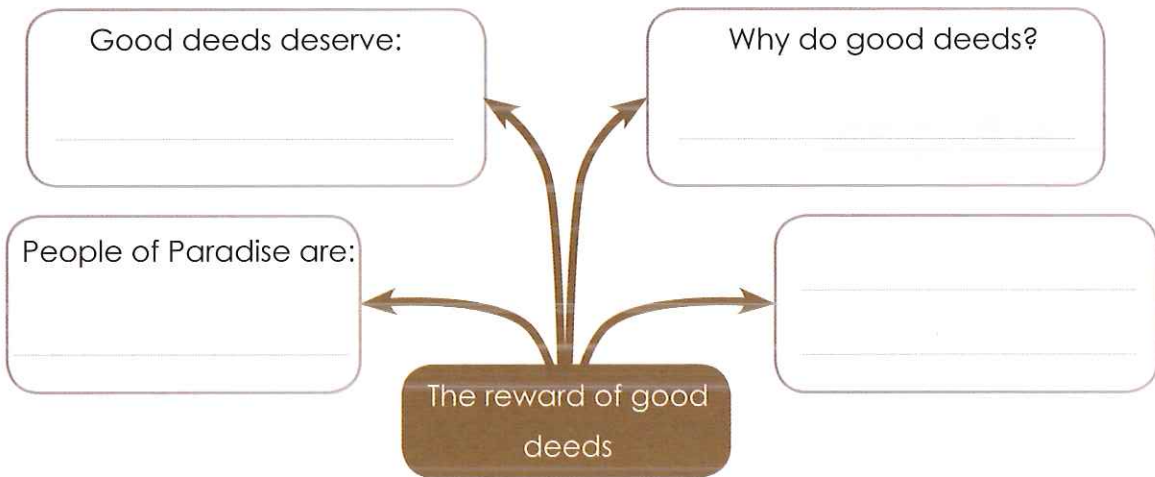 Good deeds deserve:
Why do good deeds?
People of Paradise are:
The reward of good
deeds